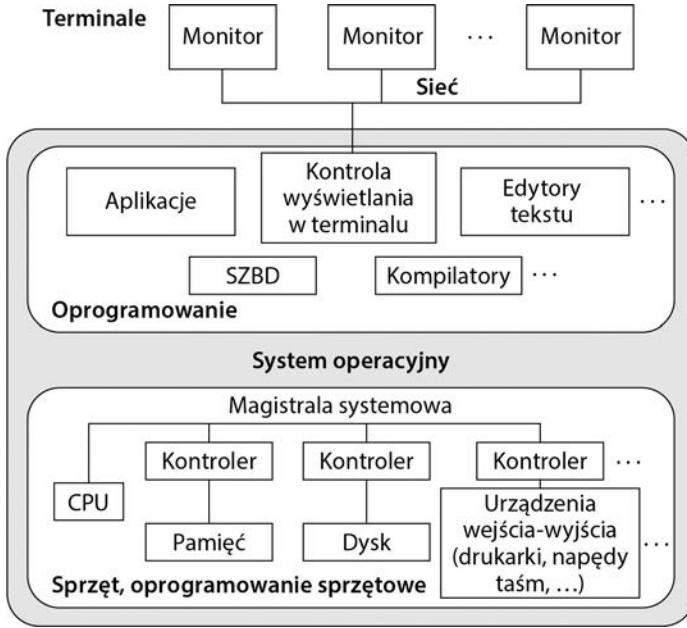 Terminale
Monitor
Monitor
...
Monitor
Sieć
Aplikacje
Kontrola
wyświetlania
w terminalu
Edytory
tekstu
...
SZBD
Kompilatory
...
Oprogramowanie
System operacyjny
Magistrala systemowa
CPU
Kontroler
Kontroler
Kontroler
...
Pamięć
Dysk
Urządzenia
wejścia-wyjścia
(drukarki, napędy
taśm, ...)
...
Sprzęt, oprogramowanie sprzętowe